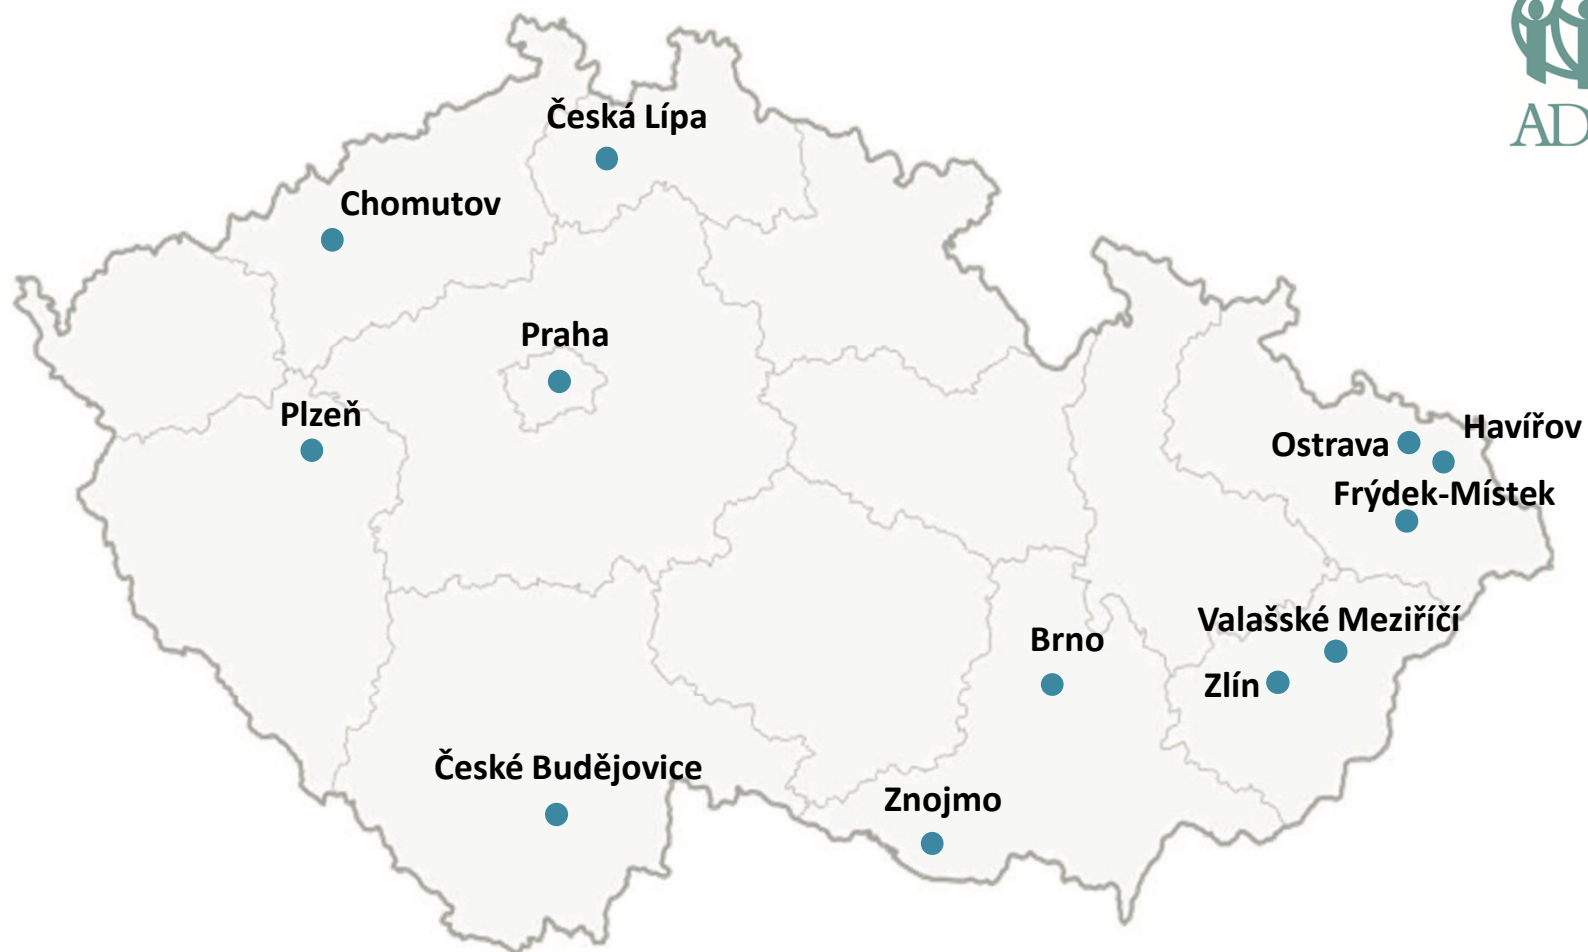 Česká Lípa
Chomutov
Praha
Plzeň
Havířov
Ostrava
Frýdek-Místek
Valašské Meziříčí
Brno
Zlín
České Budějovice
Znojmo